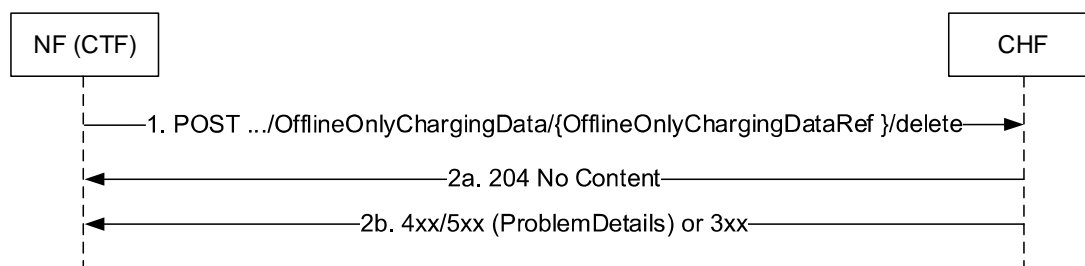 NF (CTF)
CHF
1. POST .../OfflineOnlyChargingData/{OfflineOnlyChargingDataRef }/delete
2a. 204 No Content
2b. 4xx/5xx (ProblemDetails) or 3xx